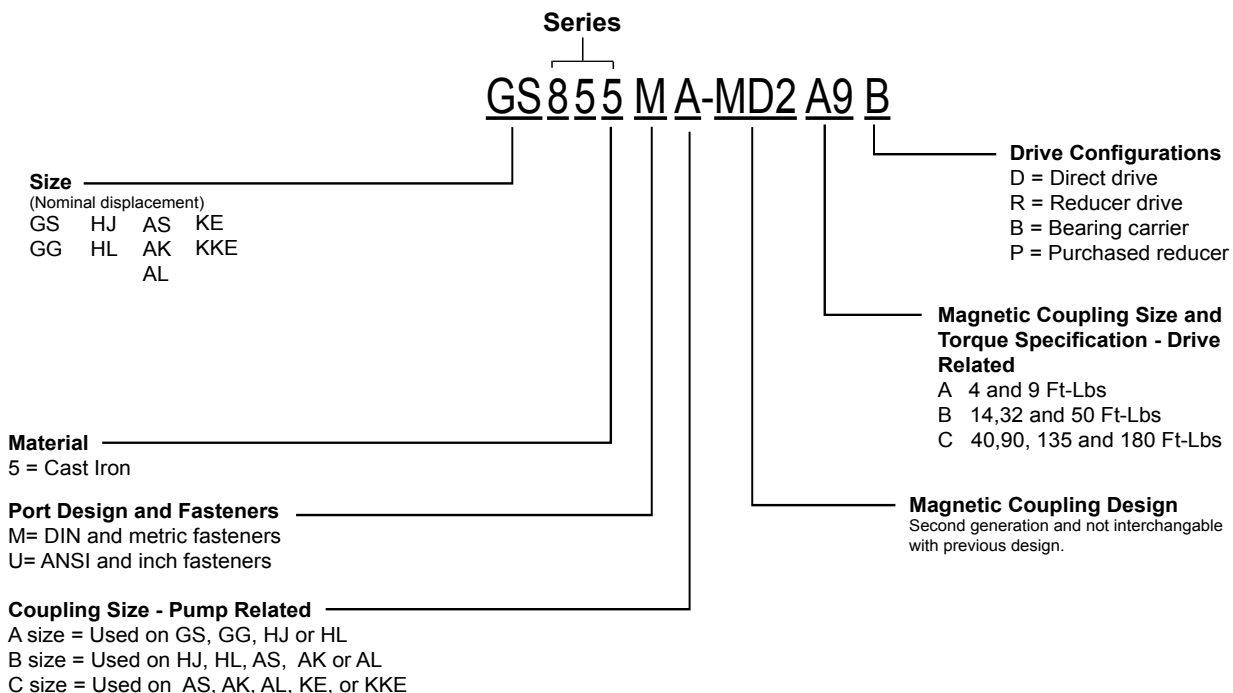 Series
GS855MA-MD2A9B
Size
(Nominal displacement)
GS HJ AS KE
GG HL AK KKE
AL
Material
5 = Cast Iron
Port Design and Fasteners
M= DIN and metric fasteners
U= ANSI and inch fasteners
Coupling Size - Pump Related
A size = Used on GS, GG, HJ or HL
B size = Used on HJ, HL, AS, AK or AL
C size = Used on AS, AK, AL, KE, or KKE
Drive Configurations
D = Direct drive
R = Reducer drive
B = Bearing carrier
P = Purchased reducer
Magnetic Coupling Size and
Torque Specification - Drive
Related
A 4 and 9 Ft-Lbs
B 14,32 and 50 Ft-Lbs
C 40,90, 135 and 180 Ft-Lbs
Magnetic Coupling Design
Second generation and not interchangable
with previous design.